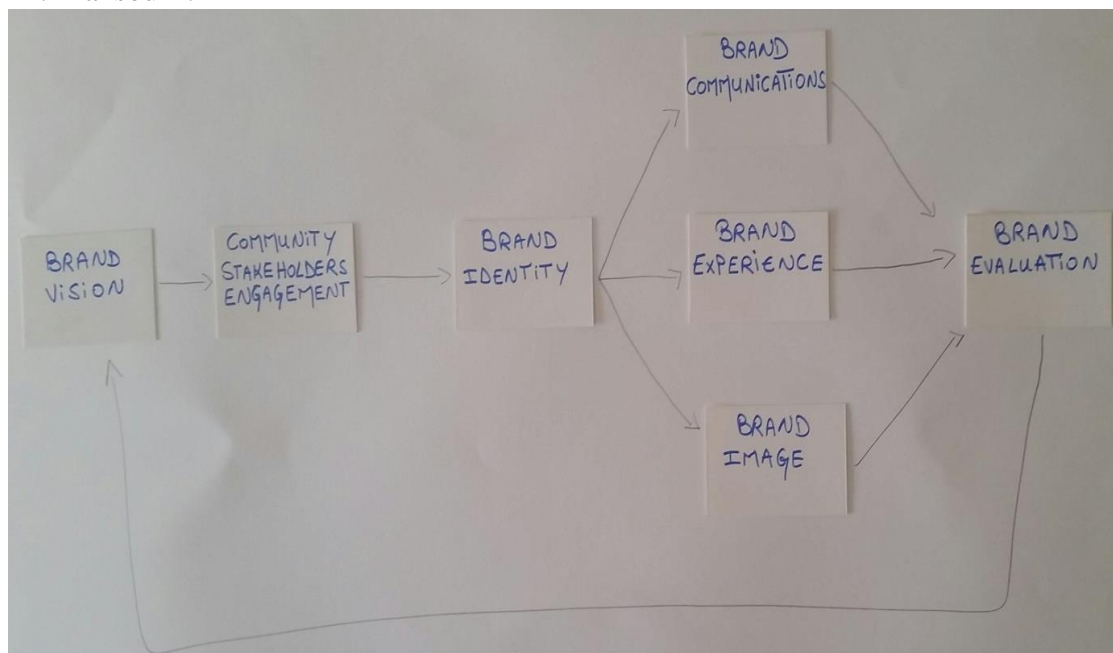 BRAND
VISION
COMMUNITY
STAKEHOLDERS
ENGAGEMENT
BRAND
IDENTITY
BRAND
COMMUNICATIONS
BRAND
EXPERIENCE
BRAND
IMAGE
BRAND
EVALUATION